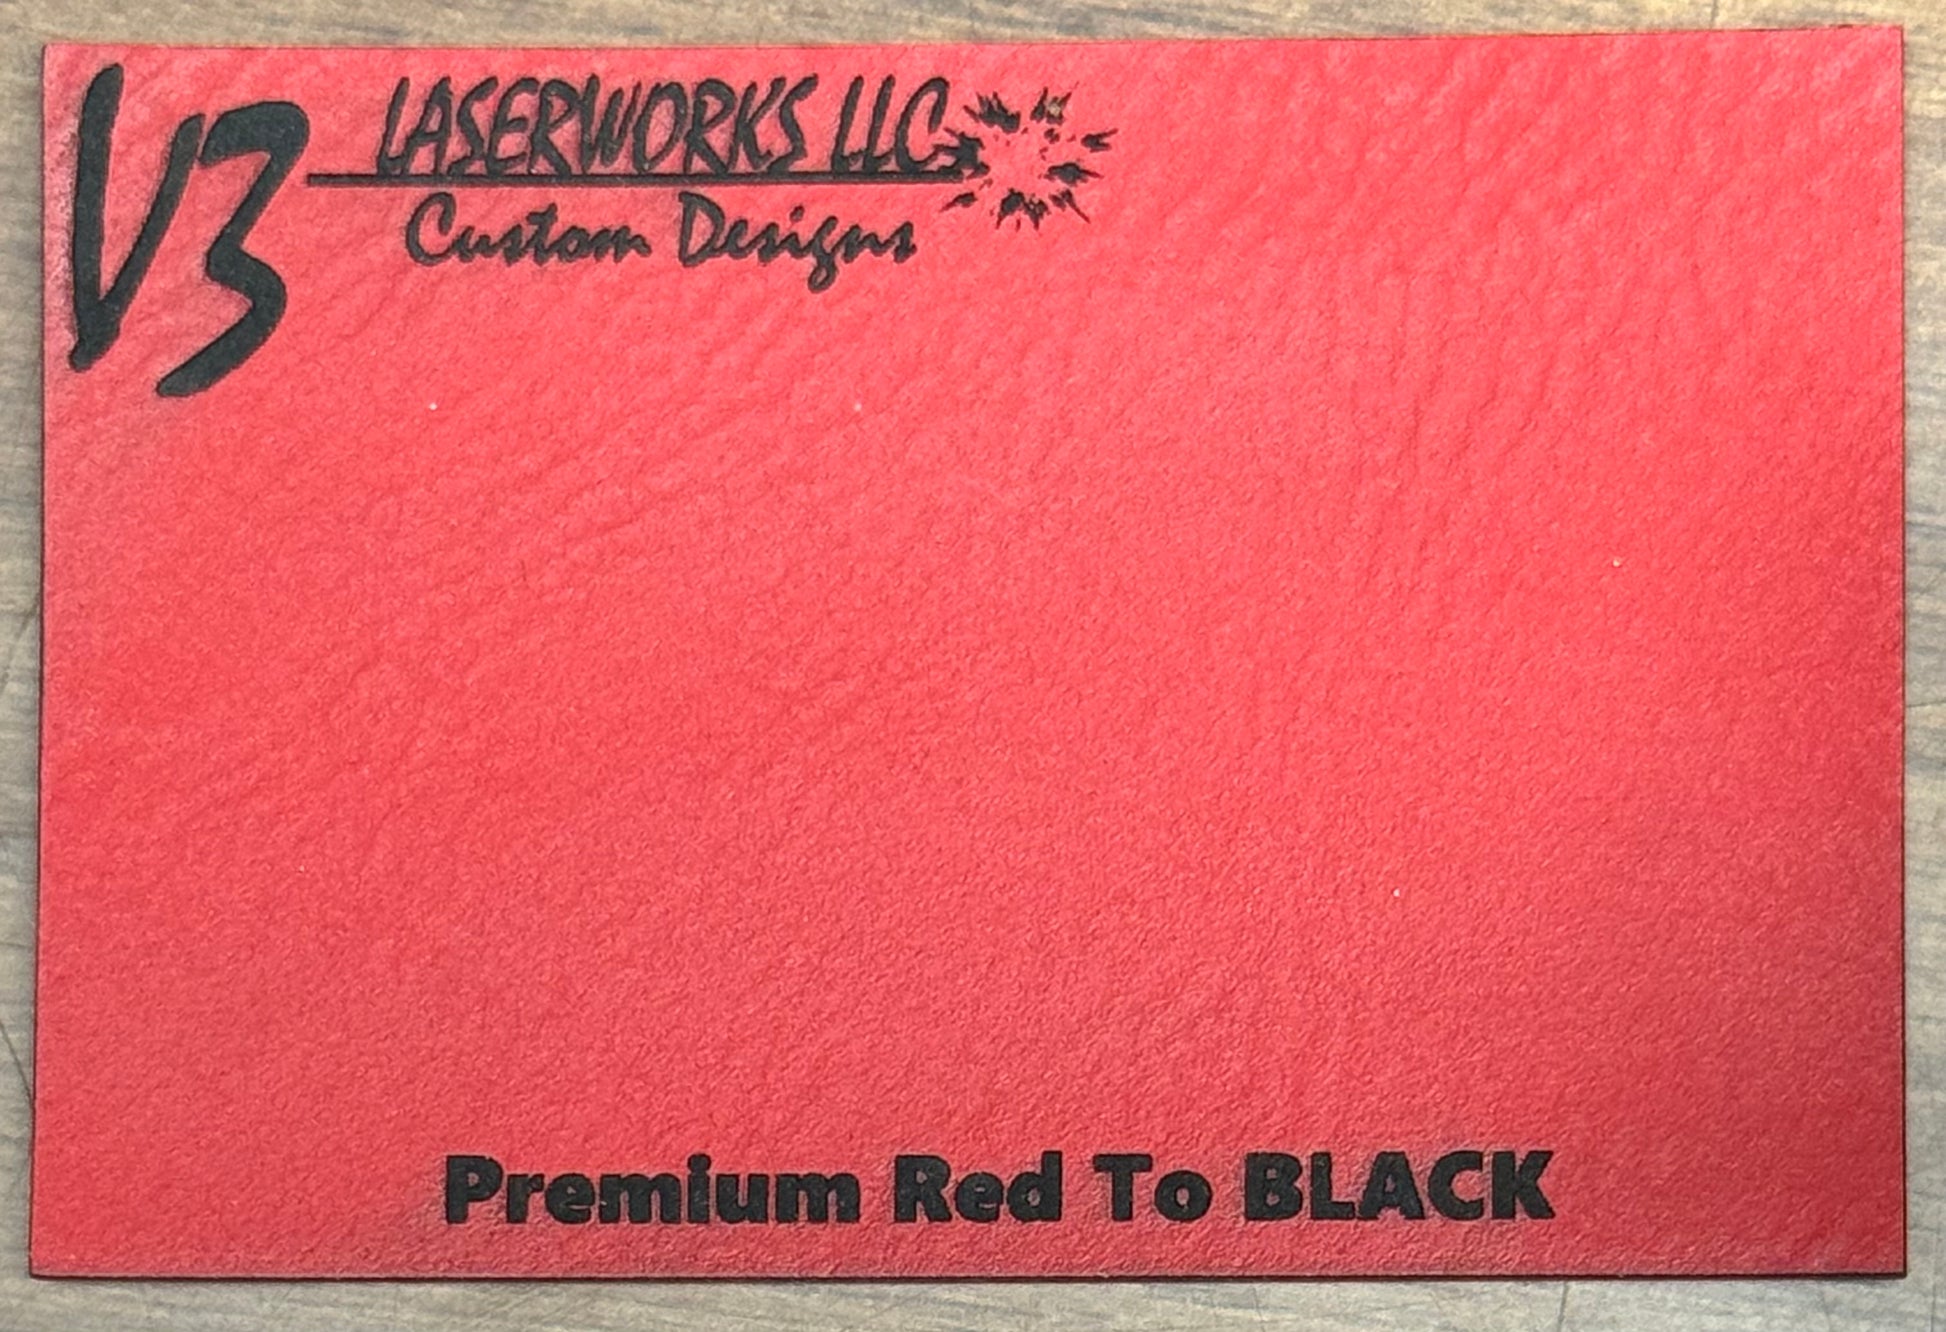 V3 LASERWORKS LLC
Custom Designs
Premium Red To BLACK